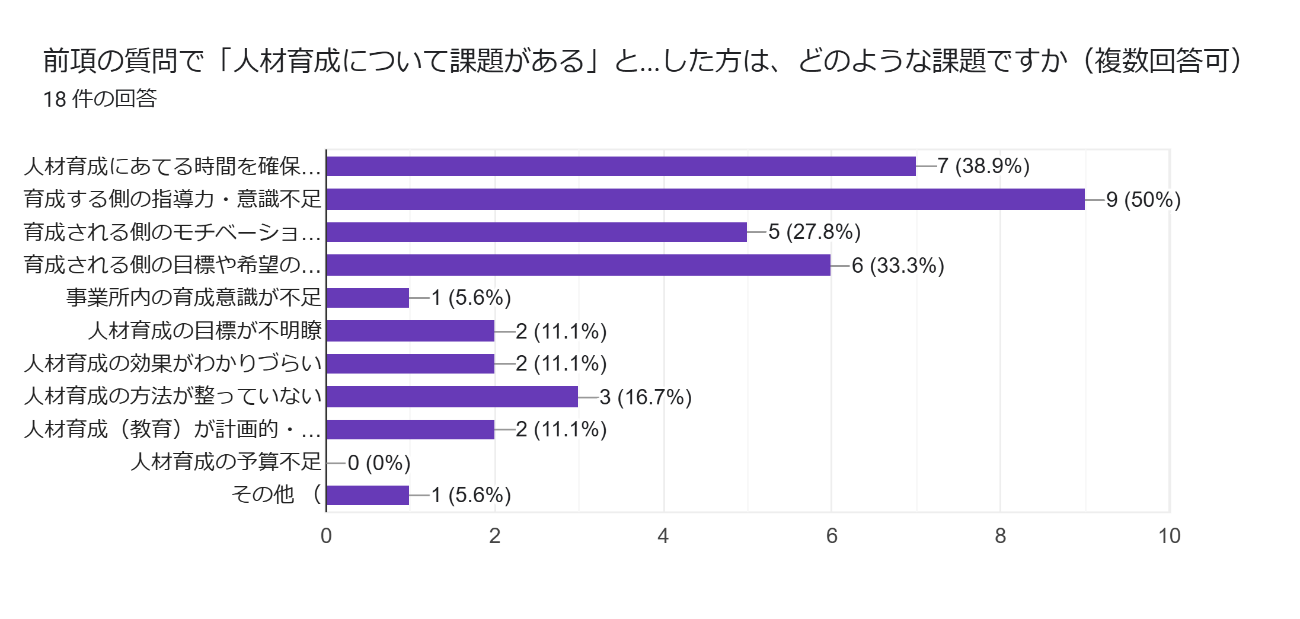 前項の質問で「人材育成について課題がある」と...した方は、どのような課題ですか（複数回答可）
18 件の回答
人材育成にあてる時間を確保… 7 (38.9%)
育成する側の指導力・意識不足 9 (50%)
育成される側のモチベーショ… 5 (27.8%)
育成される側の目標や希望の… 6 (33.3%)
事業所内の育成意識が不足 1 (5.6%)
人材育成の目標が不明瞭 2 (11.1%)
人材育成の効果がわかりづらい 2 (11.1%)
人材育成の方法が整っていない 3 (16.7%)
人材育成（教育）が計画的・… 2 (11.1%)
人材育成の予算不足 0 (0%)
その他 （ 1 (5.6%)
0 2 4 6 8 10